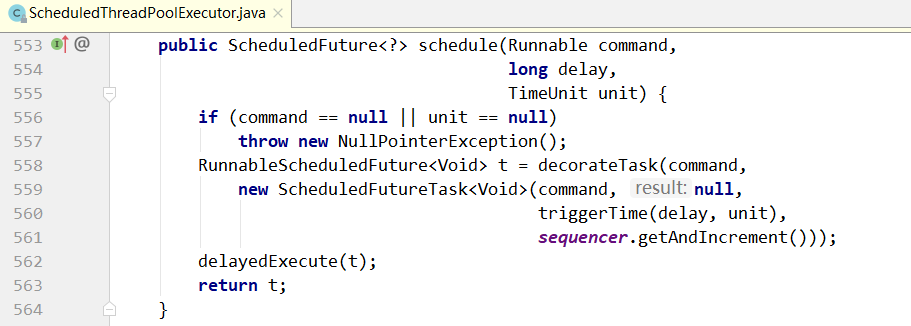 ScheduledThreadPoolExecutor.java
553 @ public ScheduledFuture<?> schedule(Runnable command,
554 long delay,
555 TimeUnit unit) {
556 if (command == null || unit == null)
557 throw new NullPointerException();
558 RunnableScheduledFuture<Void> t = decorateTask(command,
559 new ScheduledFutureTask<Void>(command, result: null,
560 triggerTime(delay, unit),
561 sequencer.getAndIncrement()));
562 delayedExecute(t);
563 return t;
564 }